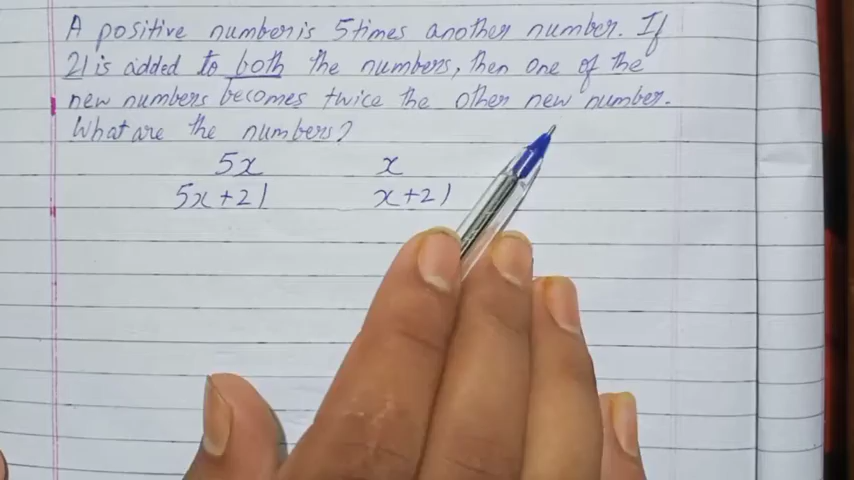 A positive number is 5 times another number. If
21 is added to both the numbers, then one of the
new numbers becomes twice the other new number.
What are the numbers?
5x x
5x+21 x+21